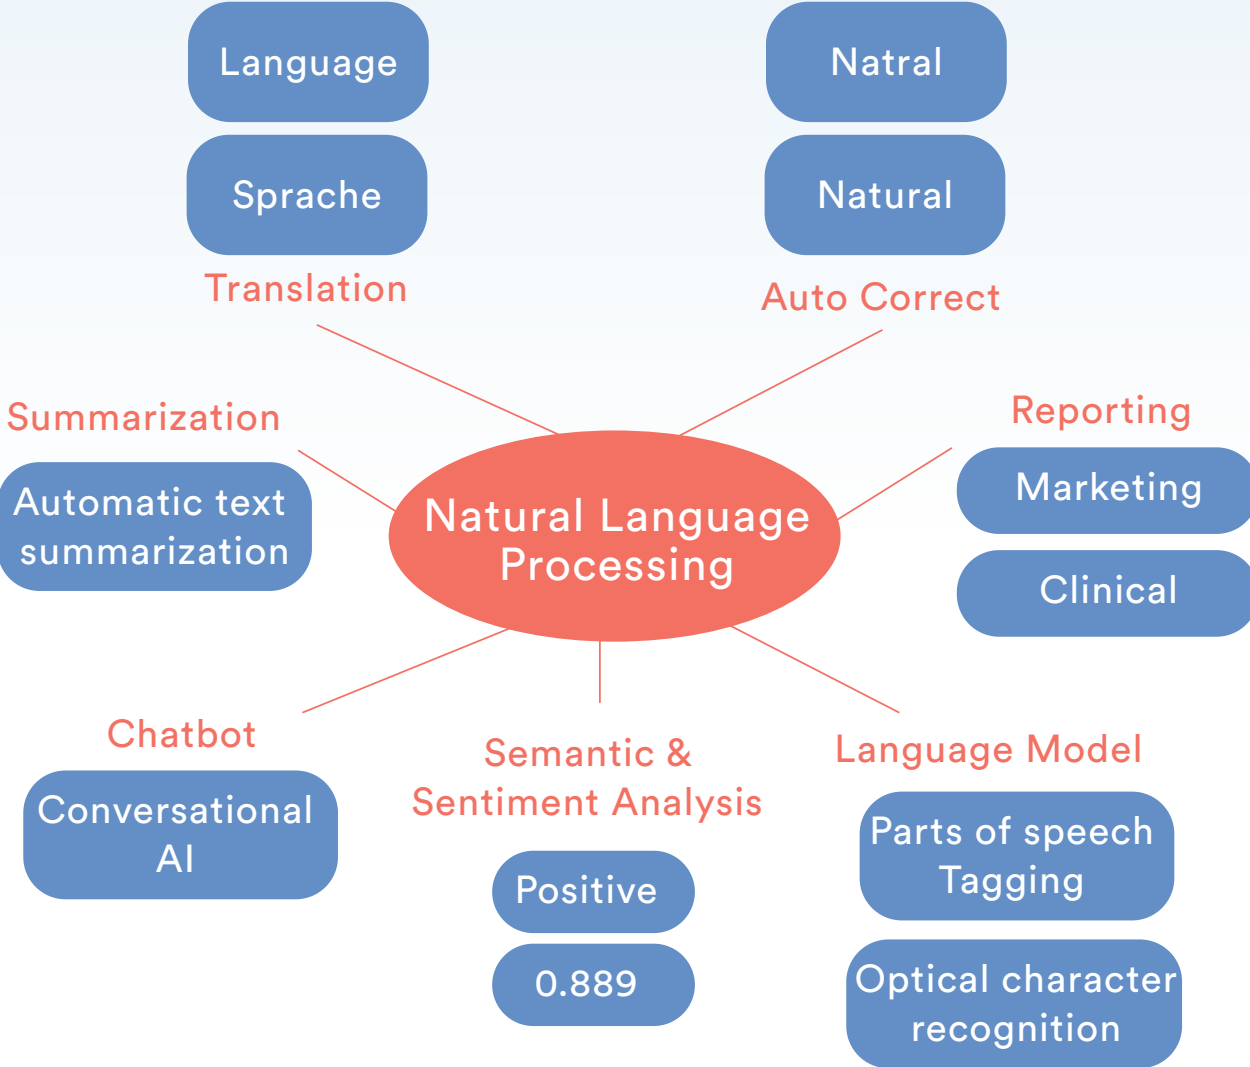 Language
Sprache
Translation
Natral
Natural
Auto Correct
Summarization
Automatic text
summarization
Natural Language
Processing
Reporting
Marketing
Clinical
Chatbot
Conversational
AI
Semantic &
Sentiment Analysis
Positive
0.889
Language Model
Parts of speech
Tagging
Optical character
recognition